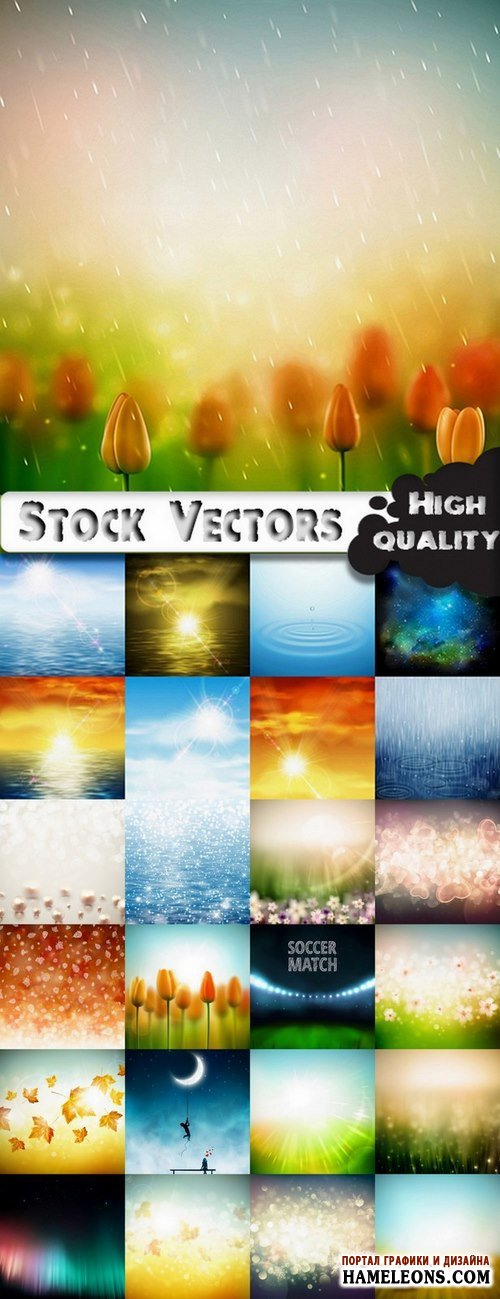 Stock Vectors
High
quality
SOCCER
MATCH
ПОРТАЛ ГРАФИКИ И ДИЗАЙНА
HAMELEONS.COM